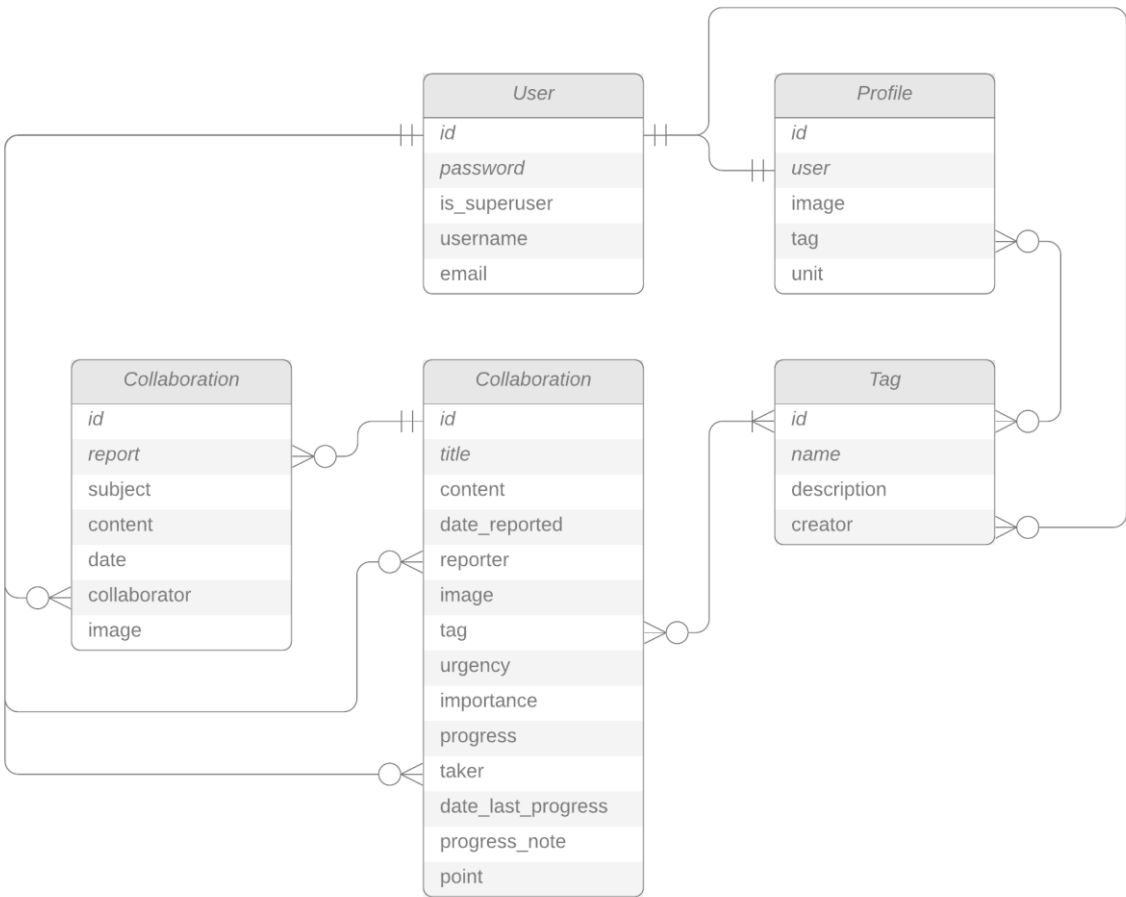 User
id
password
is_superuser
username
email
Profile
id
user
image
tag
unit
Collaboration
id
report
subject
content
date
collaborator
image
Collaboration
id
title
content
date_reported
reporter
image
tag
urgency
importance
progress
taker
date_last_progress
progress_note
point
Tag
id
name
description
creator